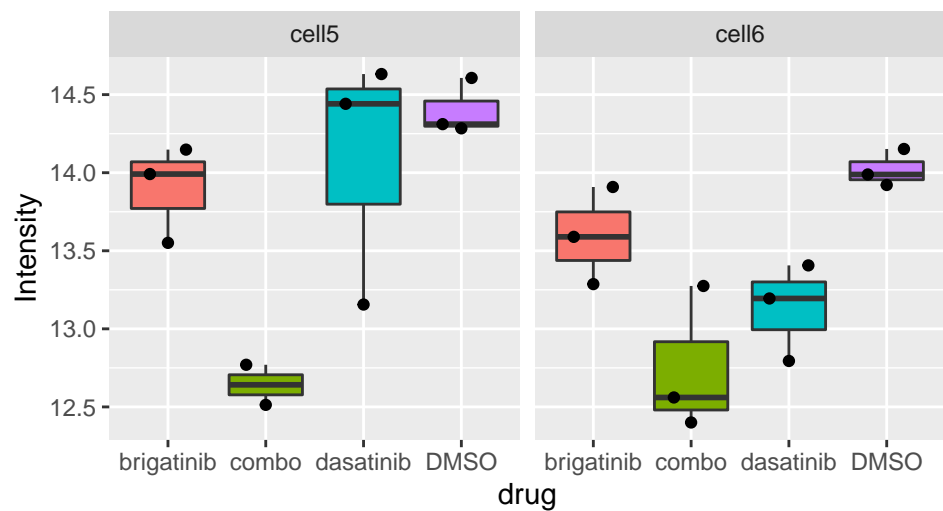 cell5 cell6
14.5
14.0
13.5
13.0
12.5
Intensity
brigatinib combo dasatinib DMSO brigatinib combo dasatinib DMSO
drug